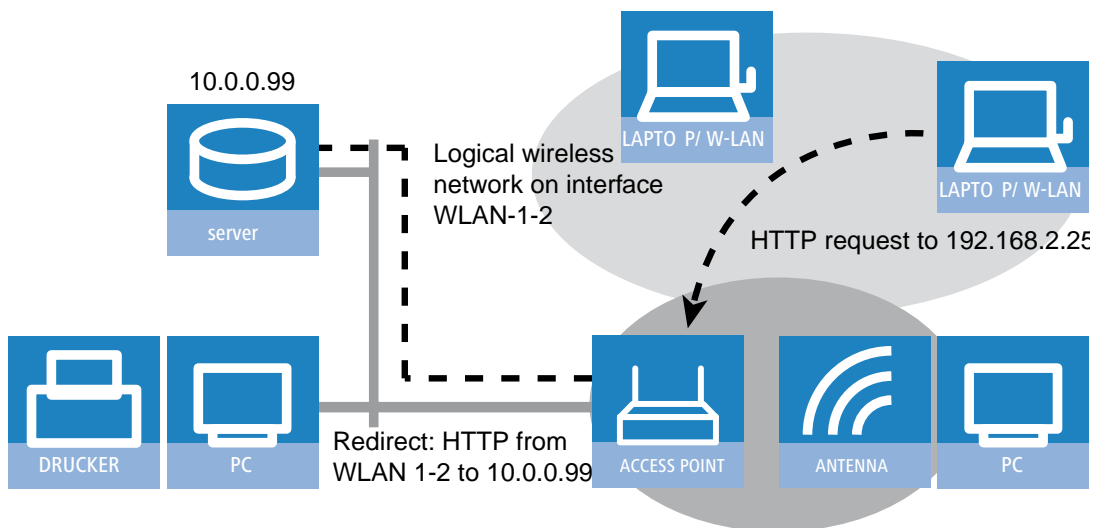 10.0.0.99
server
Logical wireless
network on interface
WLAN-1-2
LAPTO P/ W-LAN
LAPTO P/ W-LAN
HTTP request to 192.168.2.25
DRUCKER
PC
Redirect: HTTP from
WLAN 1-2 to 10.0.0.99
ACCESS POINT
ANTENNA
PC